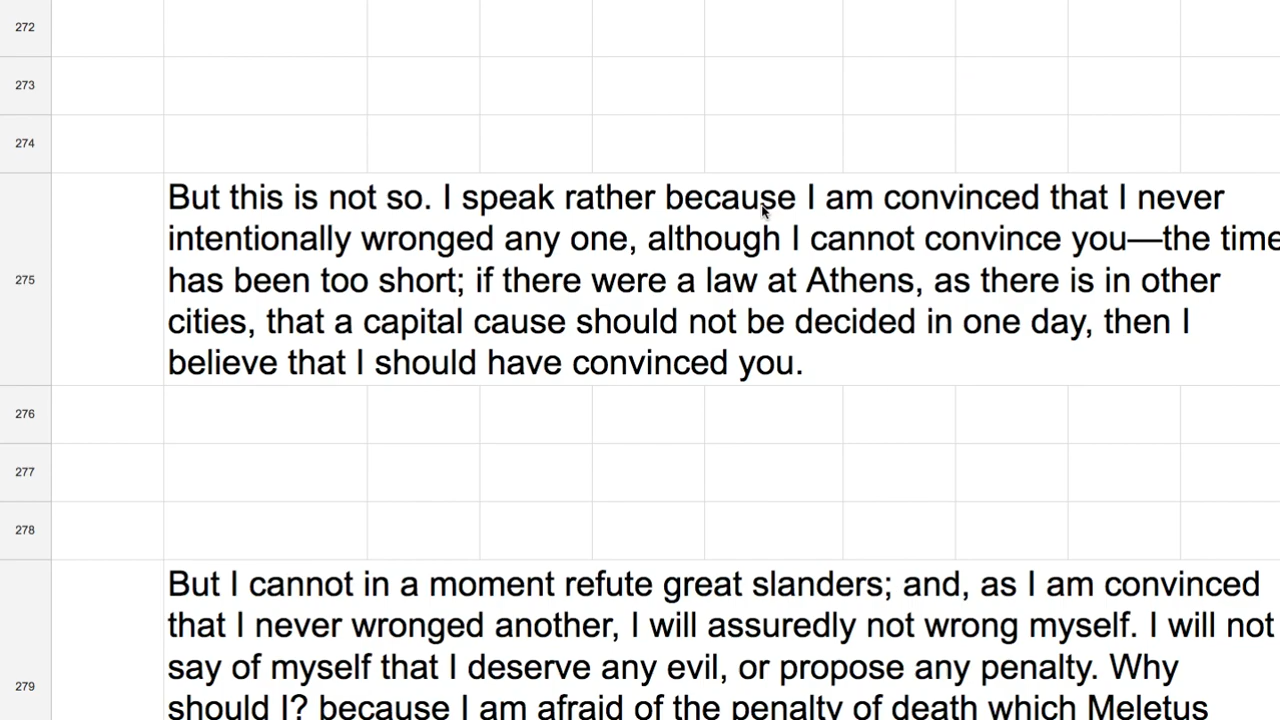 272
273
274
275
But this is not so. I speak rather because I am convinced that I never
intentionally wronged any one, although I cannot convince you—the time
has been too short; if there were a law at Athens, as there is in other
cities, that a capital cause should not be decided in one day, then I
believe that I should have convinced you.
276
277
278
279
But I cannot in a moment refute great slanders; and, as I am convinced
that I never wronged another, I will assuredly not wrong myself. I will not
say of myself that I deserve any evil, or propose any penalty. Why
should I? because I am afraid of the penalty of death which Meletus